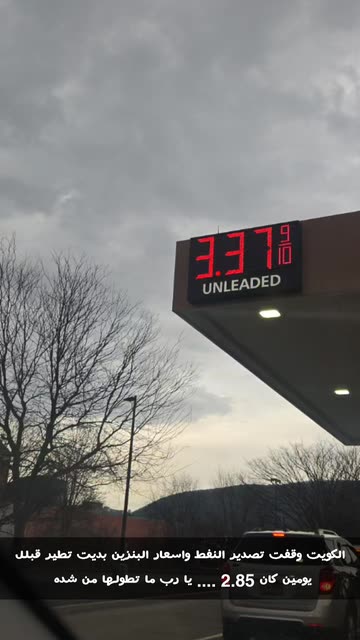 3.37 9/10
UNLEADED
الكويت وقفت تصدير النفط واسعار البنزين بديت تطير قبلل
يومين كان 2.85 .... يا رب ما تطولها من شده